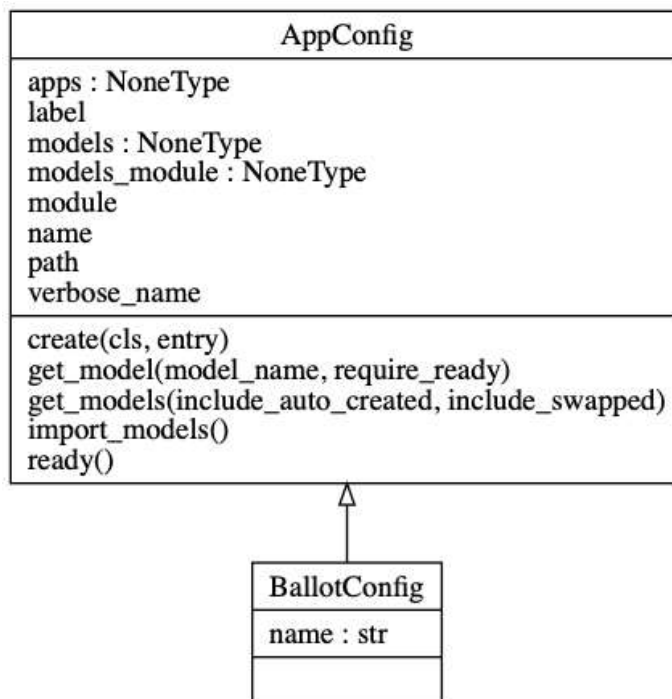 AppConfig
apps : NoneType
label
models : NoneType
models_module : NoneType
module
name
path
verbose_name
create(cls, entry)
get_model(model_name, require_ready)
get_models(include_auto_created, include_swapped)
import_models()
ready()
BallotConfig
name : str